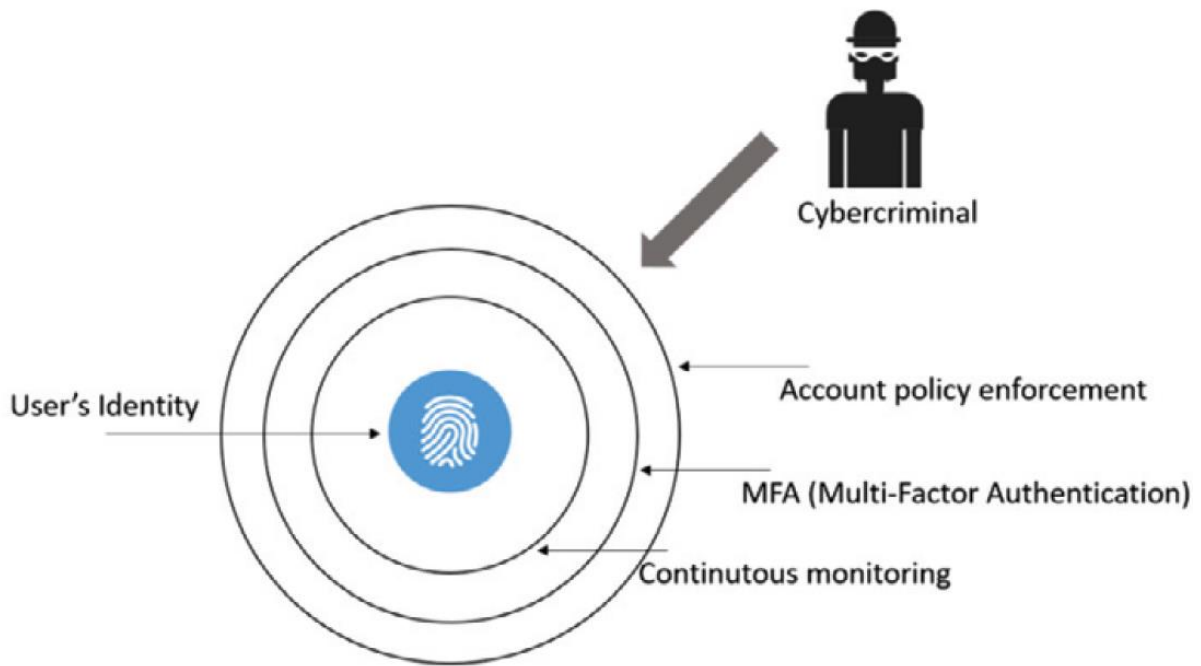 Cybercriminal
Account policy enforcement
User's Identity
MFA (Multi-Factor Authentication)
Continutous monitoring